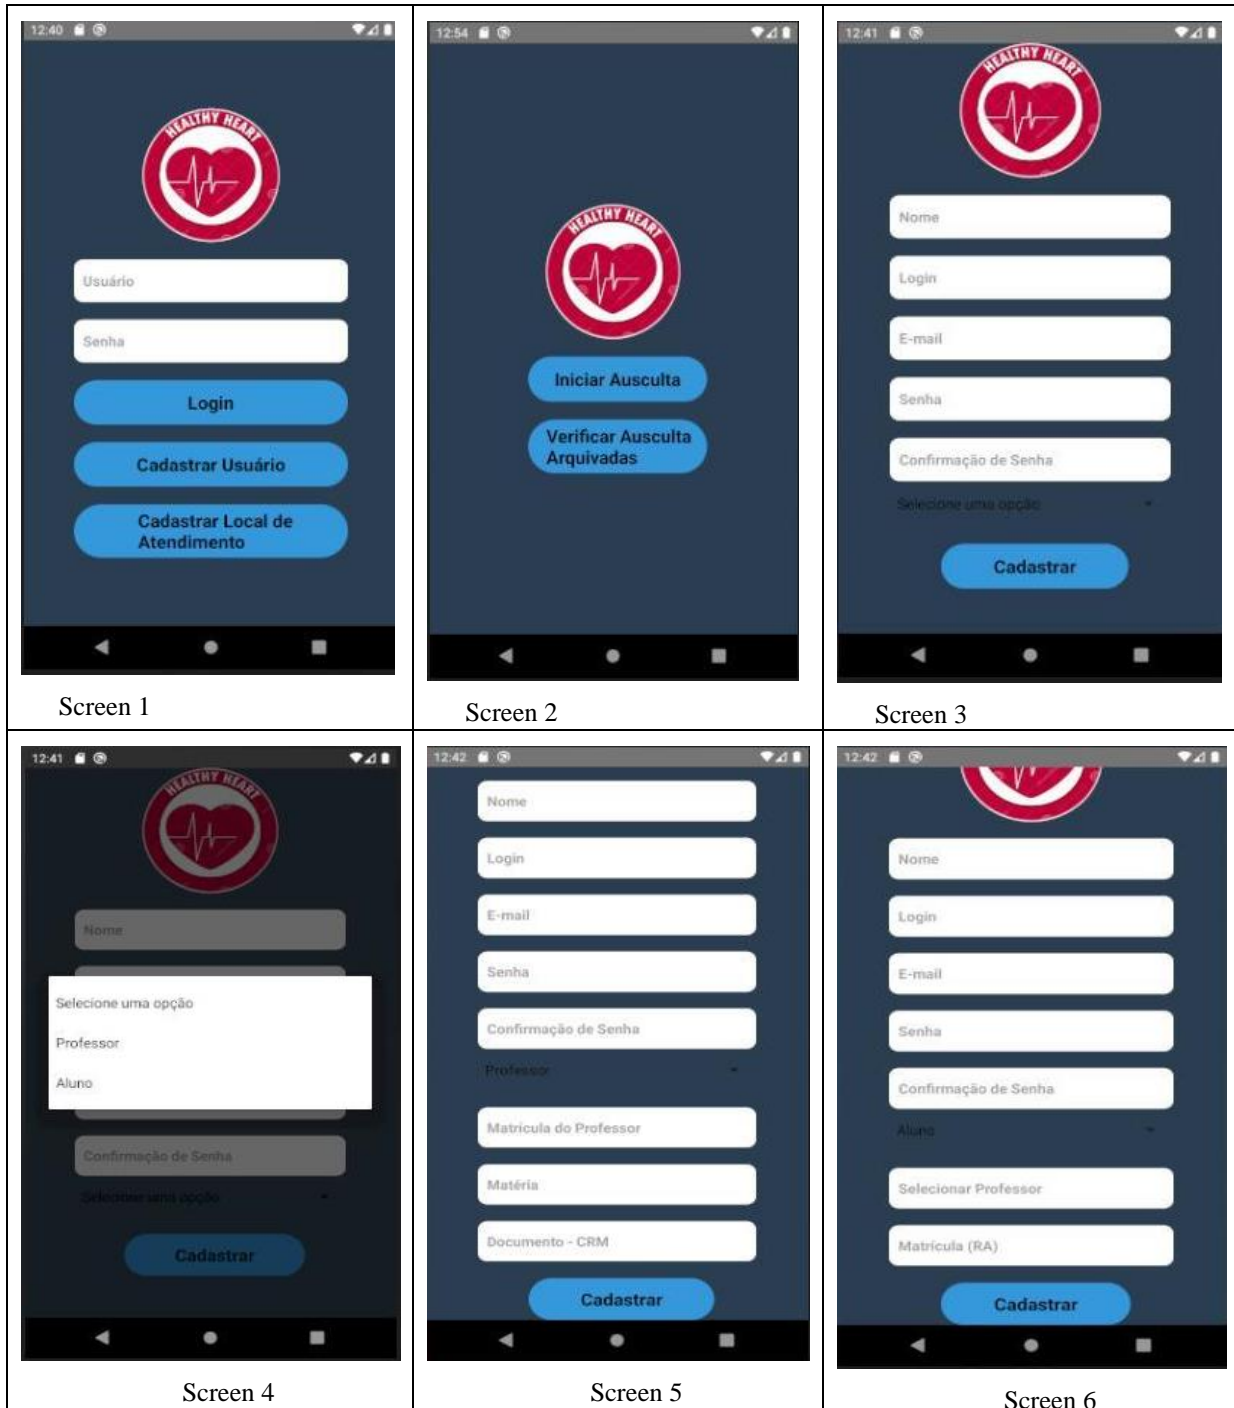 12:40
HEALTHY HEART
Usuário
Senha
Login
Cadastrar Usuário
Cadastrar Local de
Atendimento
Screen 1
12:54
HEALTHY HEART
Iniciar Ausculta
Verificar Ausculta
Arquivadas
Screen 2
12:41
HEALTHY HEART
Nome
Login
E-mail
Senha
Confirmação de Senha
Selecione uma opção
Cadastrar
Screen 3
12:41
HEALTHY HEART
Nome
Selecione uma opção
Professor
Aluno
Confirmação de Senha
Selecione uma opção
Cadastrar
Screen 4
12:42
Nome
Login
E-mail
Senha
Confirmação de Senha
Professor
Matrícula do Professor
Matéria
Documento - CRM
Cadastrar
Screen 5
12:42
Nome
Login
E-mail
Senha
Confirmação de Senha
Aluno
Selecionar Professor
Matrícula (RA)
Cadastrar
Screen 6